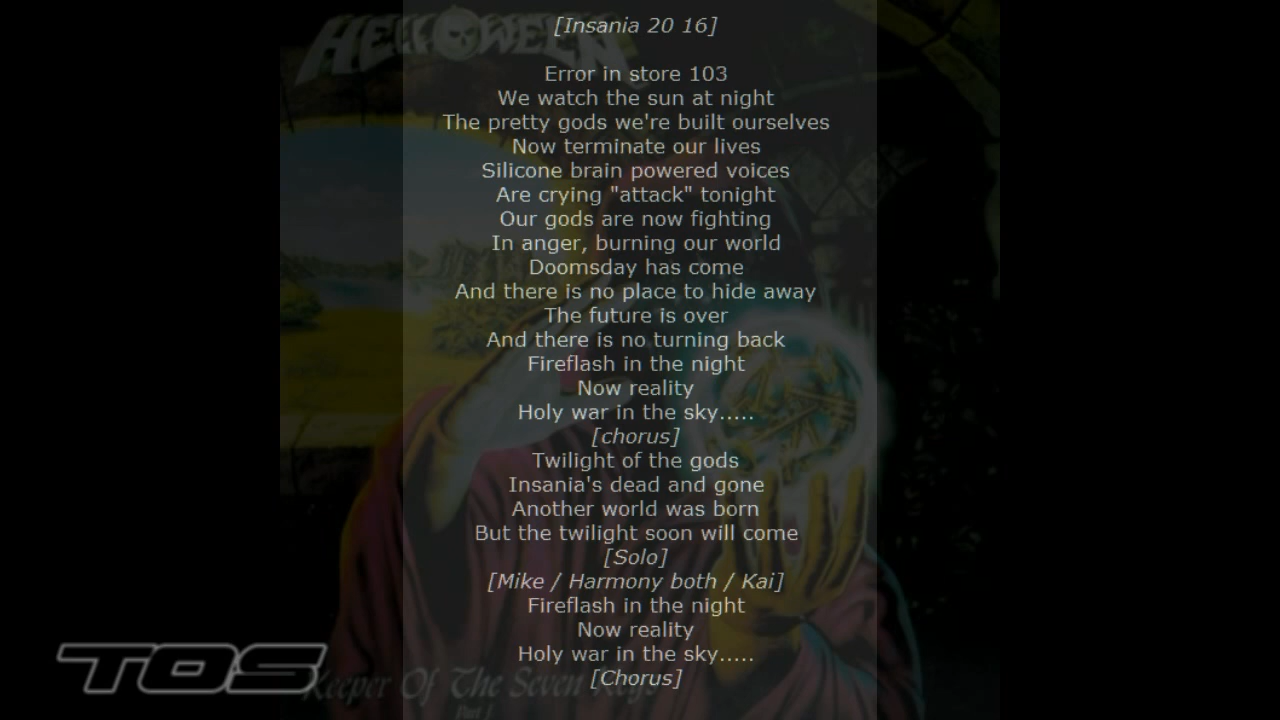 HELLOWEEN
[Insania 20 16]
Error in store 103
We watch the sun at night
The pretty gods we're built ourselves
Now terminate our lives
Silicone brain powered voices
Are crying "attack" tonight
Our gods are now fighting
In anger, burning our world
Doomsday has come
And there is no place to hide away
The future is over
And there is no turning back
Fireflash in the night
Now reality
Holy war in the sky.....
[chorus]
Twilight of the gods
Insania's dead and gone
Another world was born
But the twilight soon will come
[Solo]
[Mike / Harmony both / Kai]
Fireflash in the night
Now reality
Holy war in the sky.....
[Chorus]
TOS
Keeper Of The Seven Keys
Part I